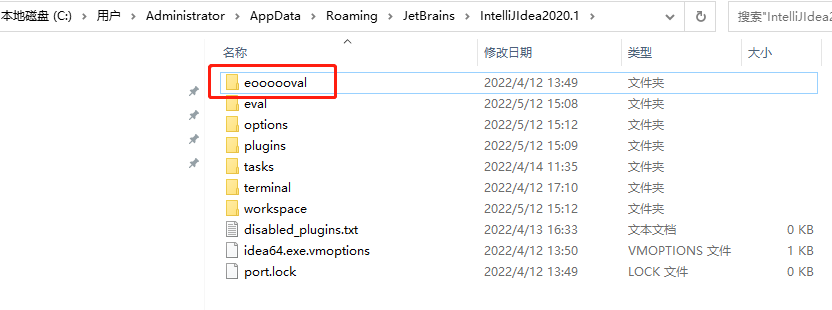 本地磁盘 (C:) › 用户 › Administrator › AppData › Roaming › JetBrains › IntelliJIdea2020.1 ›
搜索"IntelliJIdea2
名称 修改日期 类型 大小
eoooooval 2022/4/12 13:49 文件夹
eval 2022/5/12 15:08 文件夹
options 2022/5/12 15:12 文件夹
plugins 2022/5/12 15:09 文件夹
tasks 2022/4/14 11:35 文件夹
terminal 2022/4/12 17:10 文件夹
workspace 2022/5/12 15:12 文件夹
disabled_plugins.txt 2022/4/13 16:33 文本文档 0 KB
idea64.exe.vmoptions 2022/4/12 13:50 VMOPTIONS 文件 1 KB
port.lock 2022/4/12 13:49 LOCK 文件 0 KB